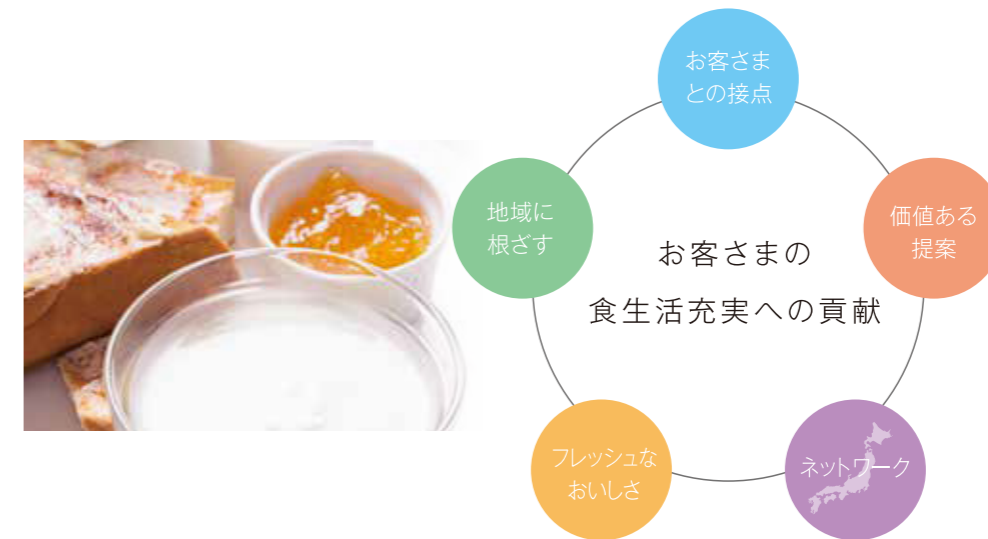 お客さま
との接点
地域に
根ざす
価値ある
提案
お客さまの
食生活充実への貢献
フレッシュな
おいしさ
ネットワーク